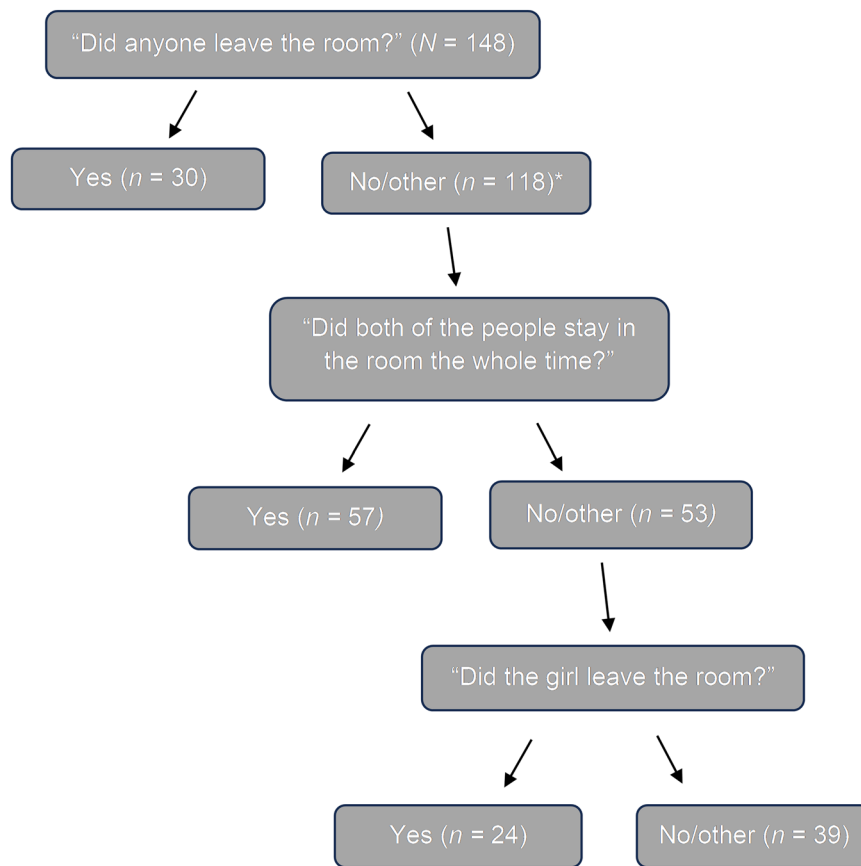 “Did anyone leave the room?” (N = 148)
Yes (n = 30)
No/other (n = 118)*
“Did both of the people stay in
the room the whole time?”
Yes (n = 57)
No/other (n = 53)
“Did the girl leave the room?”
Yes (n = 24)
No/other (n = 39)